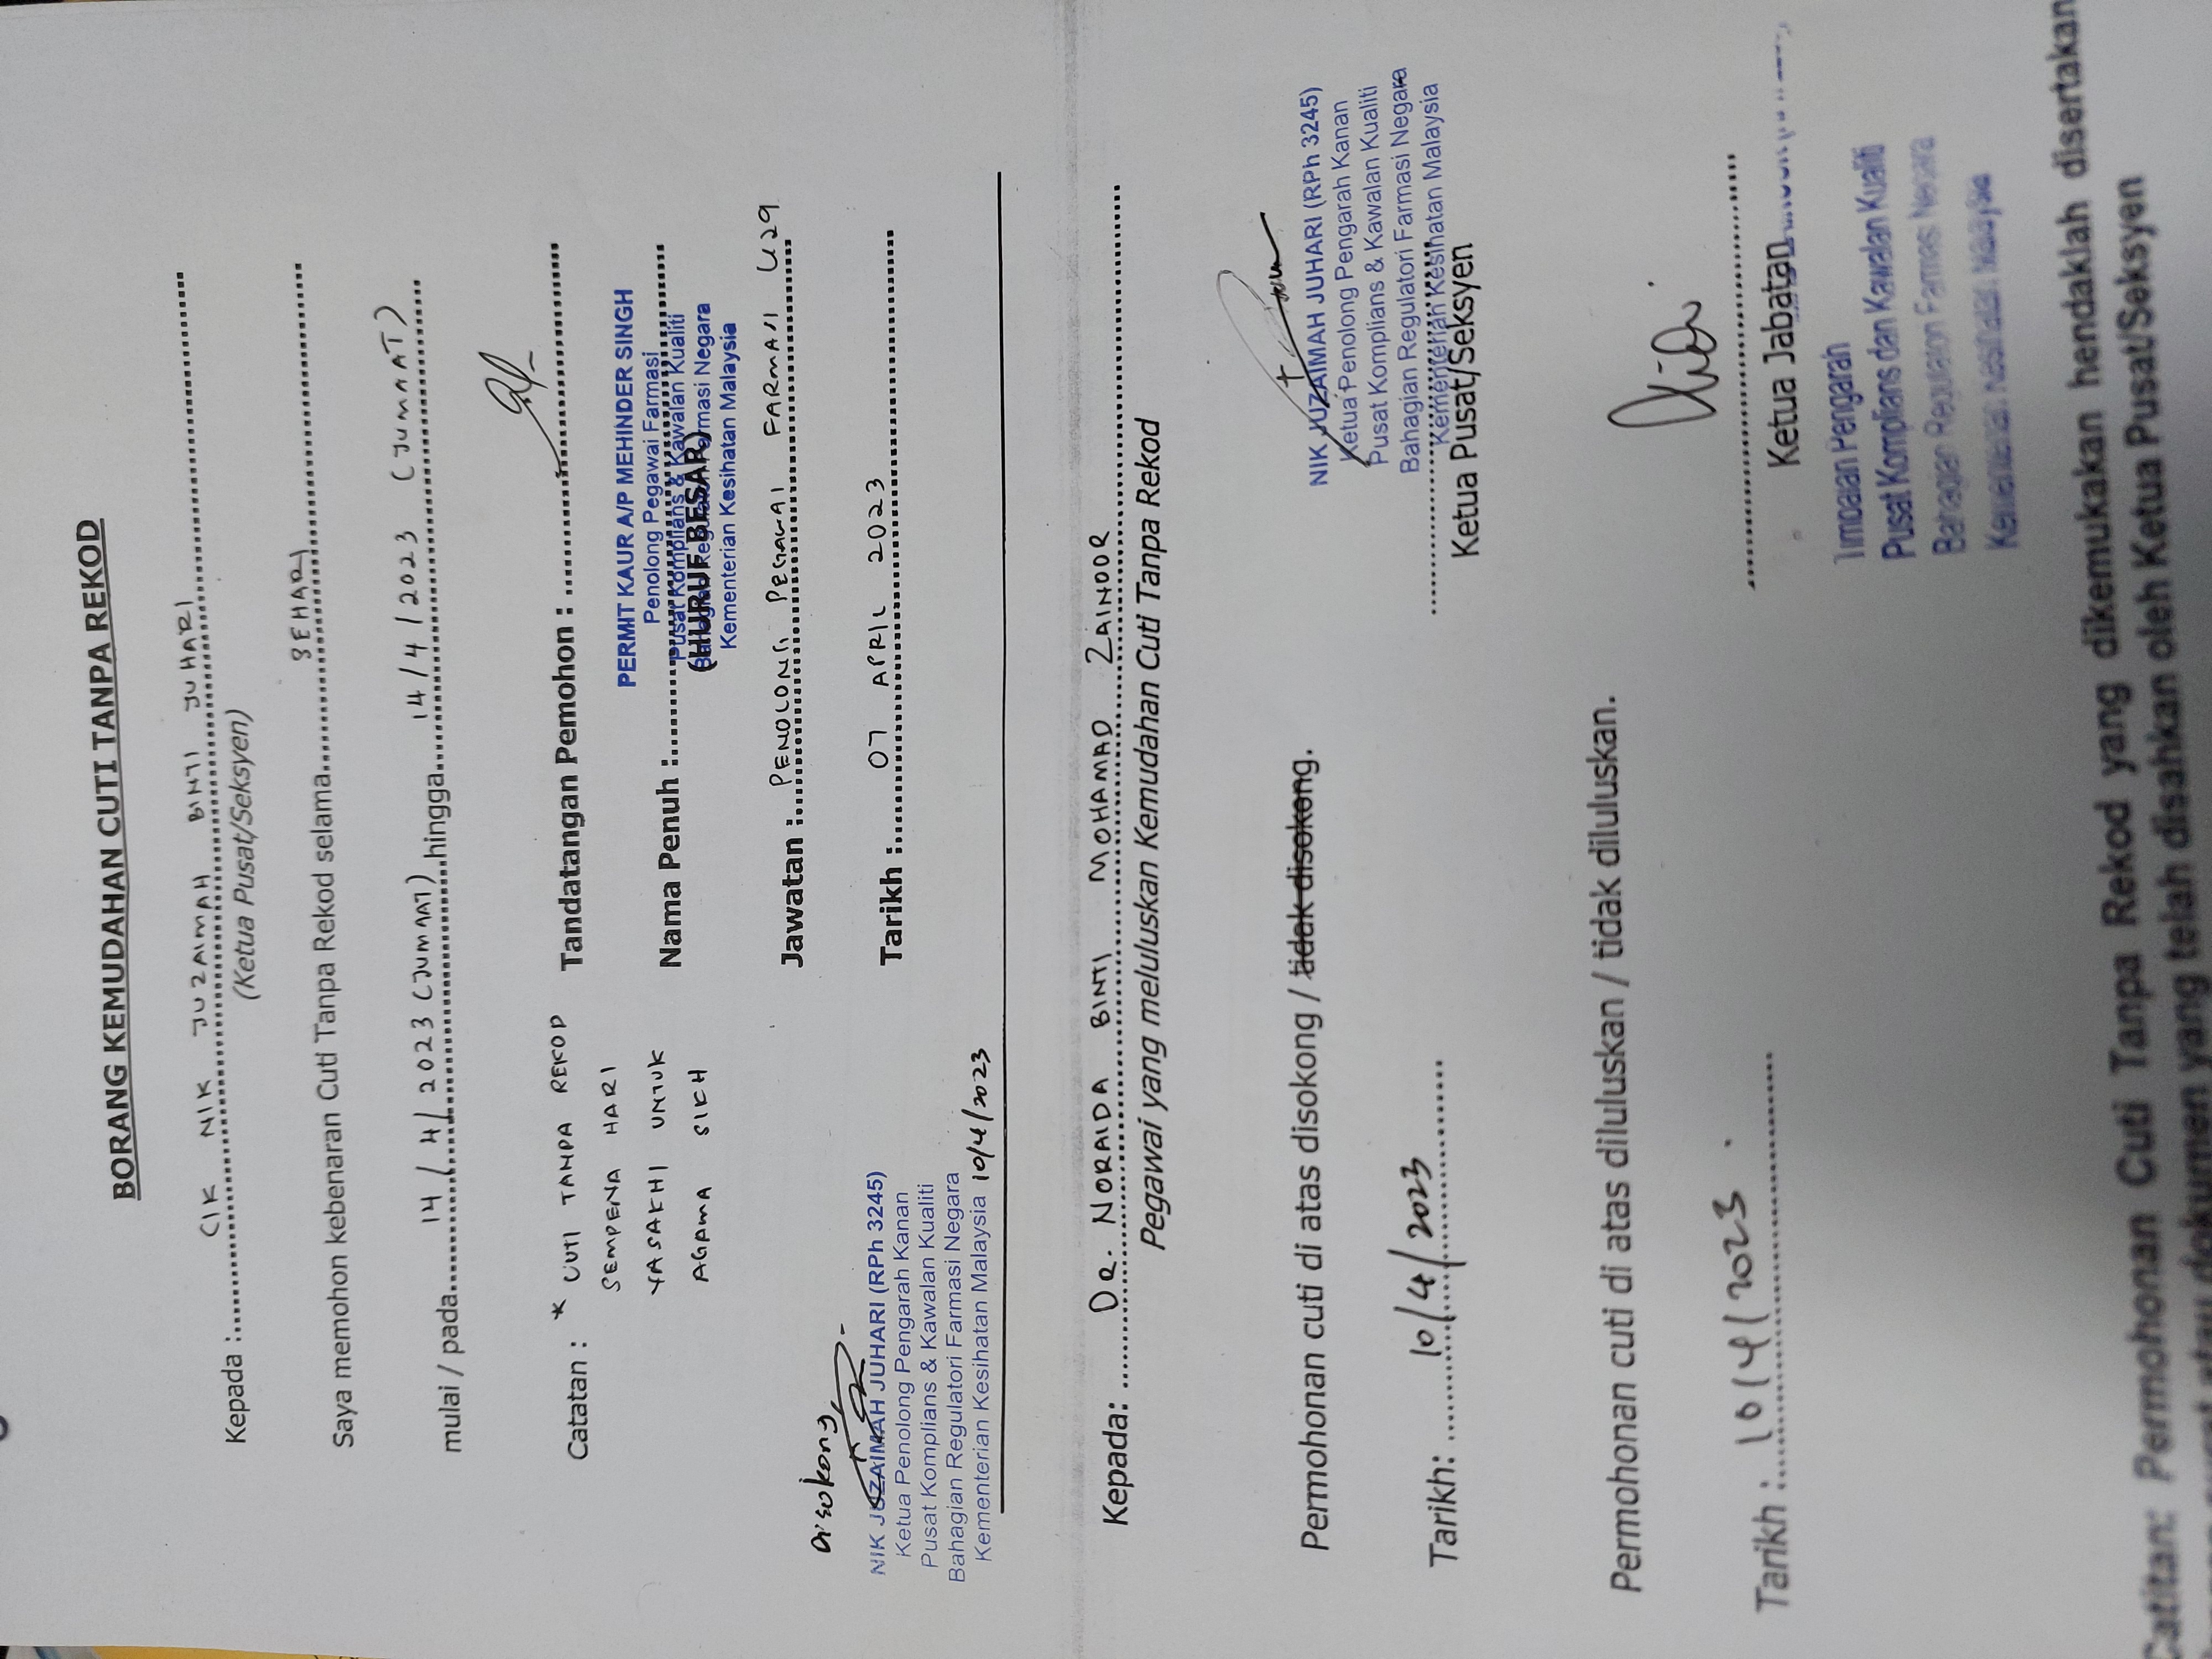 BORANG KEMUDAHAN CUTI TANPA REKOD
Kepada : CIK NIK JUZAIMAH BINTI JUHARI
(Ketua Pusat/Seksyen)
Saya memohon kebenaran Cuti Tanpa Rekod selama SEHARI
mulai / pada 14/4/2023 (JUMAAT) hingga 14/4/2023 (JUMAAT)
Catatan : * CUTI TANPA REKOD
SEMPENA HARI
VASAKHI UNTUK
AGAMA SIKH
Tandatangan Pemohon :
PERMIT KAUR A/P MEHINDER SINGH
Penolong Pegawai Farmasi
Nama Penuh :
Pusat Komplians & Kawalan Kualiti
(HURUF BESAR)
Bahagian Regulatori Farmasi Negara
Kementerian Kesihatan Malaysia
Jawatan : PENOLONG PEGAWAI FARMASI U29
Tarikh : 07 APRIL 2023
Disokong,
NIK JUZAIMAH JUHARI (RPh 3245)
Ketua Penolong Pengarah Kanan
Pusat Komplians & Kawalan Kualiti
Bahagian Regulatori Farmasi Negara
Kementerian Kesihatan Malaysia 10/4/2023
Kepada: DR. NORAIDA BINTI MOHAMAD ZAINOOR
Pegawai yang meluluskan Kemudahan Cuti Tanpa Rekod
Permohonan cuti di atas disokong / tidak disokong.
NIK JUZAIMAH JUHARI (RPh 3245)
Ketua Penolong Pengarah Kanan
Pusat Komplians & Kawalan Kualiti
Bahagian Regulatori Farmasi Negara
Kementerian Kesihatan Malaysia
Tarikh: 10/4/2023
Ketua Pusat/Seksyen
Permohonan cuti di atas diluluskan / tidak diluluskan.
Tarikh : 10/4/2023
Ketua Jabatan
Timbalan Pengarah
Pusat Komplians dan Kawalan Kualiti
Bahagian Regulatori Farmasi Negara
Kementerian Kesihatan Malaysia
Catitan: Permohonan Cuti Tanpa Rekod yang dikemukakan hendaklah disertakan
surat atau dokumen yang telah disahkan oleh Ketua Pusat/Seksyen